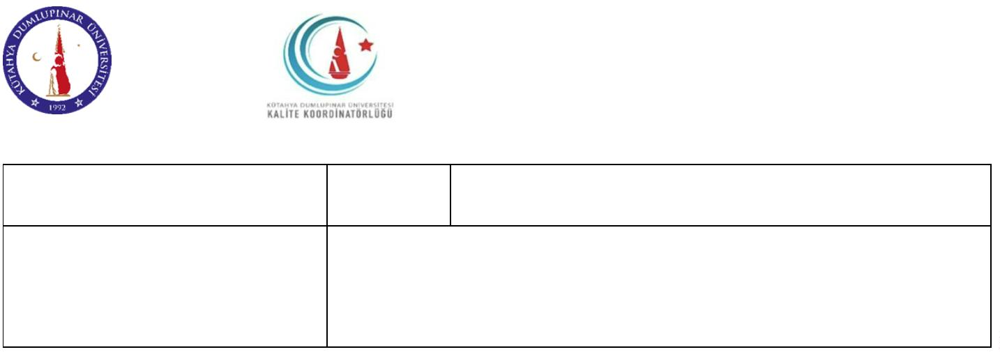 KÜTAHYA DUMLUPINAR ÜNİVERSİTESİ
1992
KÜTAHYA DUMLUPINAR ÜNİVERSİTESİ
KALİTE KOORDİNATÖRLÜĞÜ